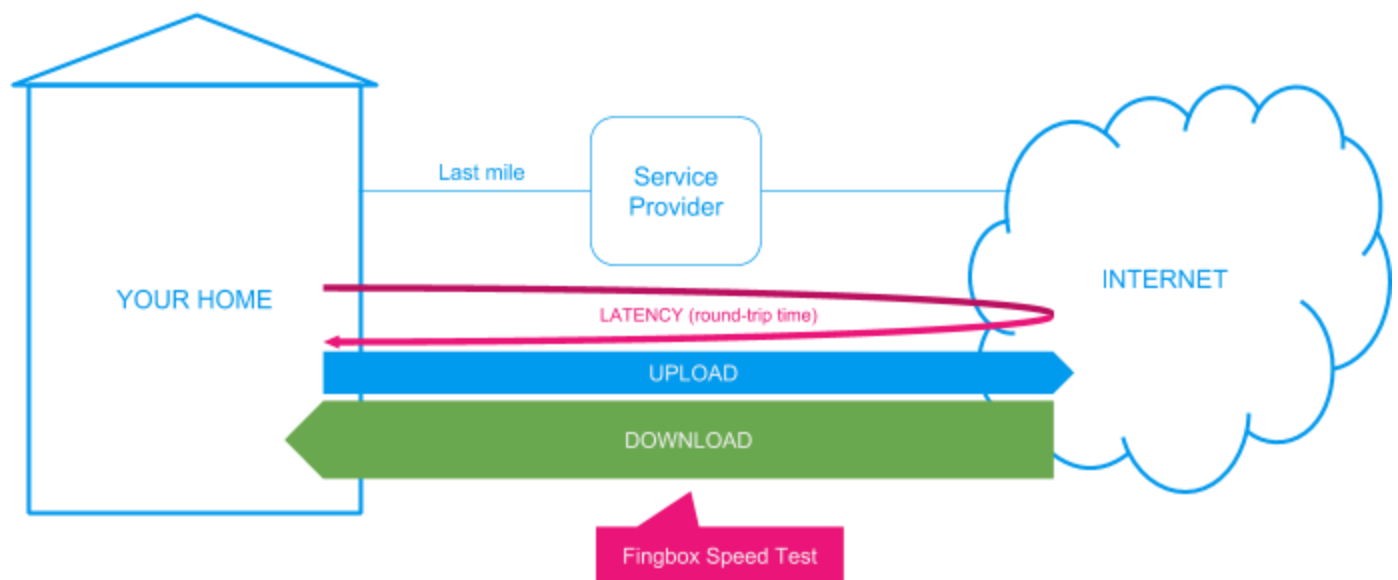 Last mile
Service
Provider
YOUR HOME
INTERNET
LATENCY (round-trip time)
UPLOAD
DOWNLOAD
Fingbox Speed Test